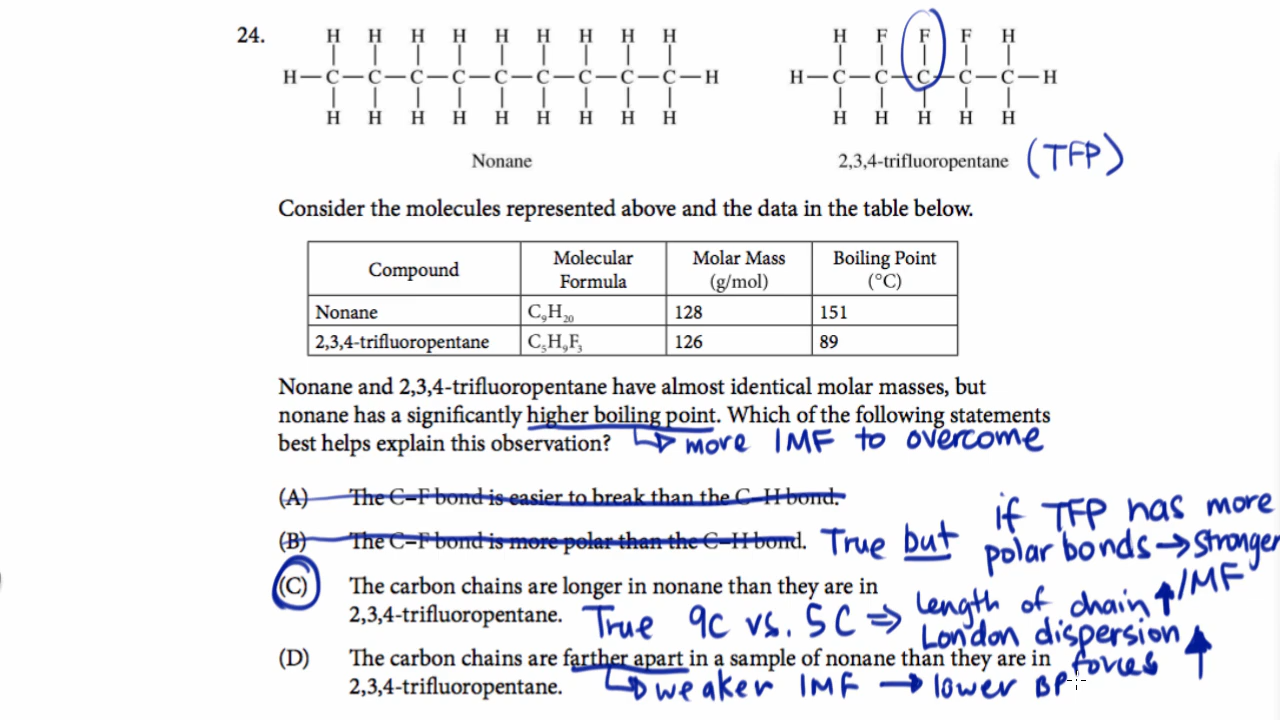 24.
H H H H H H H H H
H—C—C—C—C—C—C—C—C—C—H
H H H H H H H H H
Nonane
H F F F H
H—C—C—C—C—C—H
H H H H H
2,3,4-trifluoropentane (TFP)
Consider the molecules represented above and the data in the table below.
Compound Molecular Formula Molar Mass (g/mol) Boiling Point (°C)
Nonane C₉H₂₀ 128 151
2,3,4-trifluoropentane C₅H₉F₃ 126 89
Nonane and 2,3,4-trifluoropentane have almost identical molar masses, but
nonane has a significantly higher boiling point. Which of the following statements
best helps explain this observation? ↳ more IMF to overcome
(A) The C–F bond is easier to break than the C–H bond.
(B) The C–F bond is more polar than the C–H bond. True but if TFP has more
polar bonds → stronger
IMF
(C) The carbon chains are longer in nonane than they are in
2,3,4-trifluoropentane. True 9C vs. 5C ⇒ length of chain ↑/
London dispersion
forces ↑
(D) The carbon chains are farther apart in a sample of nonane than they are in
2,3,4-trifluoropentane. ↳ weaker IMF → lower BP